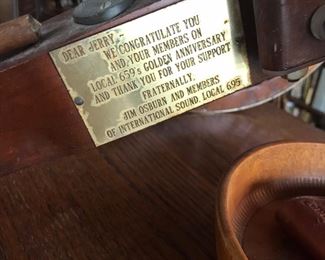 DEAR JERRY -
WE CONGRATULATE YOU
AND YOUR MEMBERS ON
LOCAL 659'S GOLDEN ANNIVERSARY
AND THANK YOU FOR YOUR SUPPORT
FRATERNALLY,
JIM OSBURN AND MEMBERS
OF INTERNATIONAL SOUND, LOCAL 695